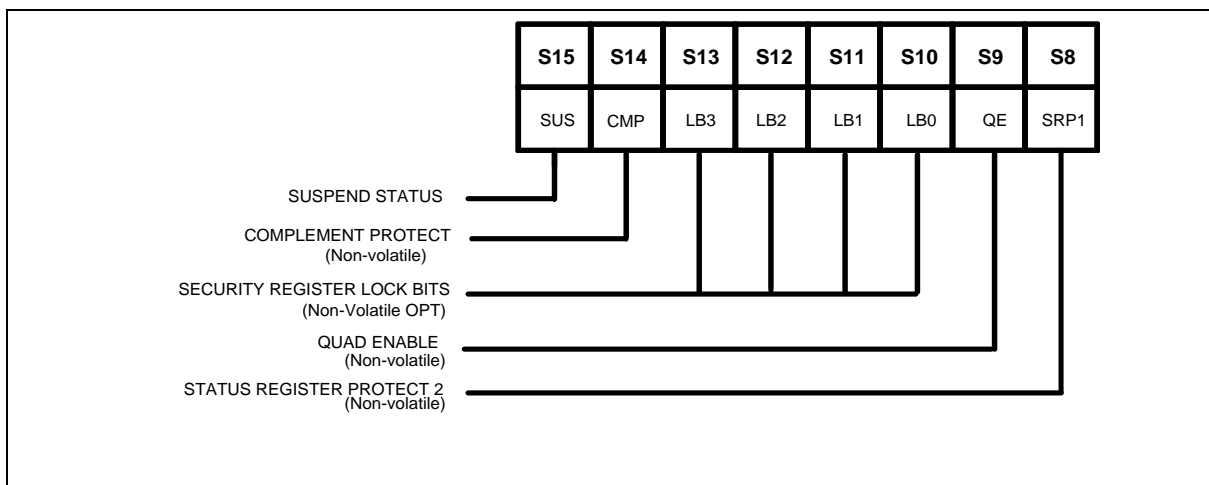 S15 S14 S13 S12 S11 S10 S9 S8
SUS CMP LB3 LB2 LB1 LB0 QE SRP1
SUSPEND STATUS
COMPLEMENT PROTECT
(Non-volatile)
SECURITY REGISTER LOCK BITS
(Non-Volatile OPT)
QUAD ENABLE
(Non-volatile)
STATUS REGISTER PROTECT 2
(Non-volatile)